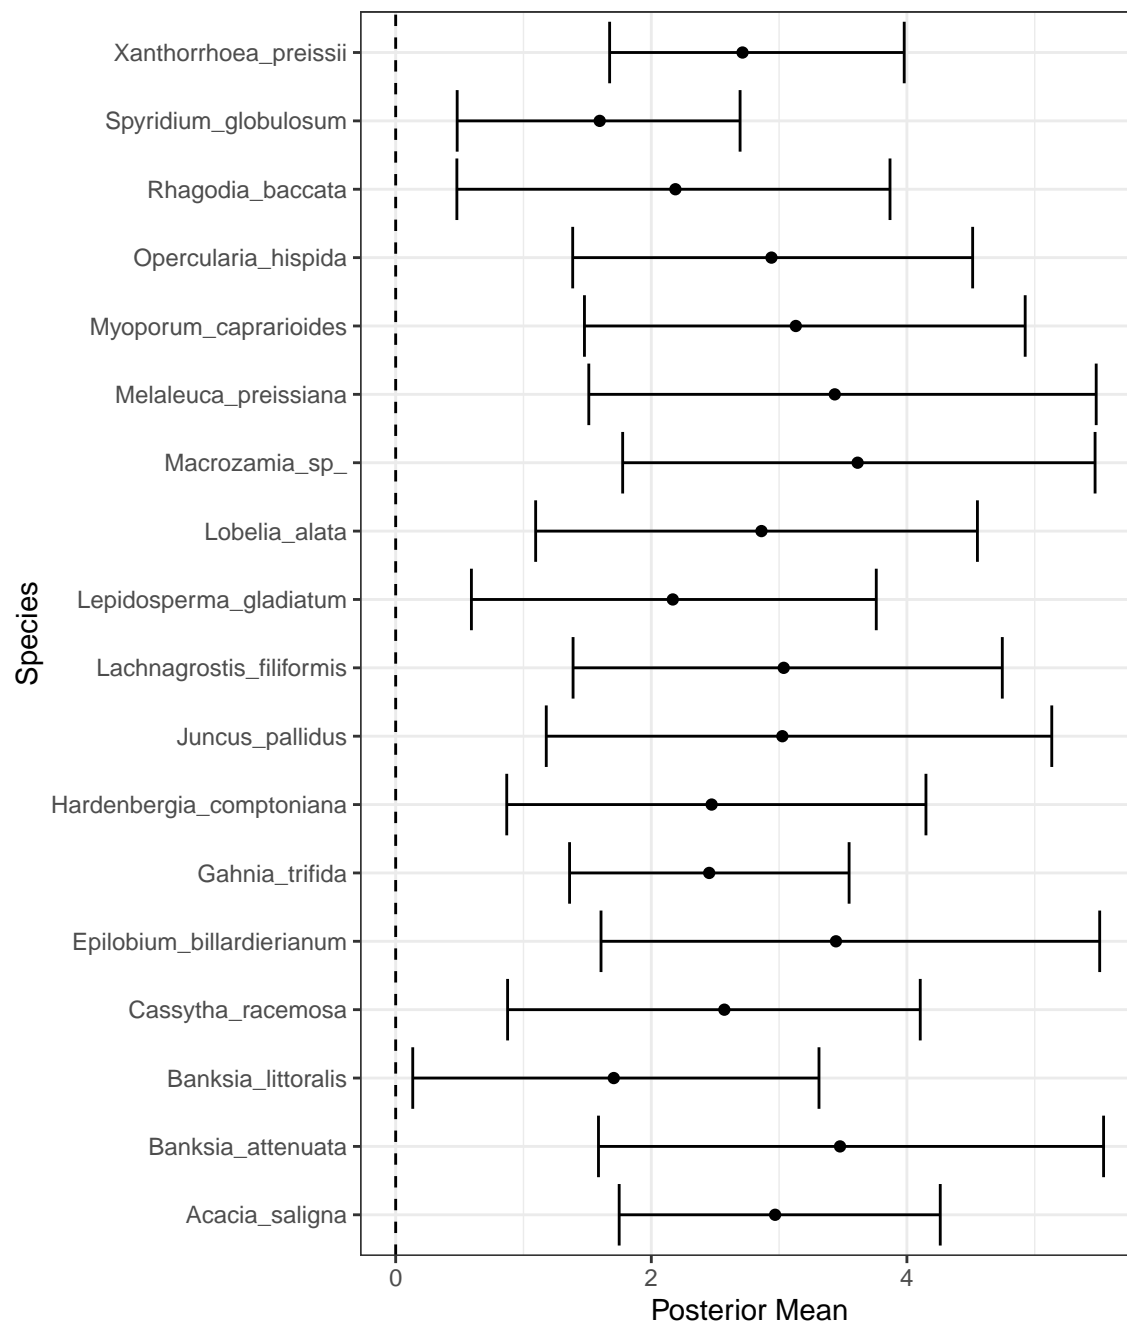 Xanthorrhoea_preissii
Spyridium_globulosum
Rhagodia_baccata
Opercularia_hispida
Myoporum_caprarioides
Melaleuca_preissiana
Macrozamia_sp_
Lobelia_alata
Lepidosperma_gladiatum
Lachnagrostis_filiformis
Juncus_pallidus
Hardenbergia_comptoniana
Gahnia_trifida
Epilobium_billardierianum
Cassytha_racemosa
Banksia_littoralis
Banksia_attenuata
Acacia_saligna
Species
0 2 4
Posterior Mean